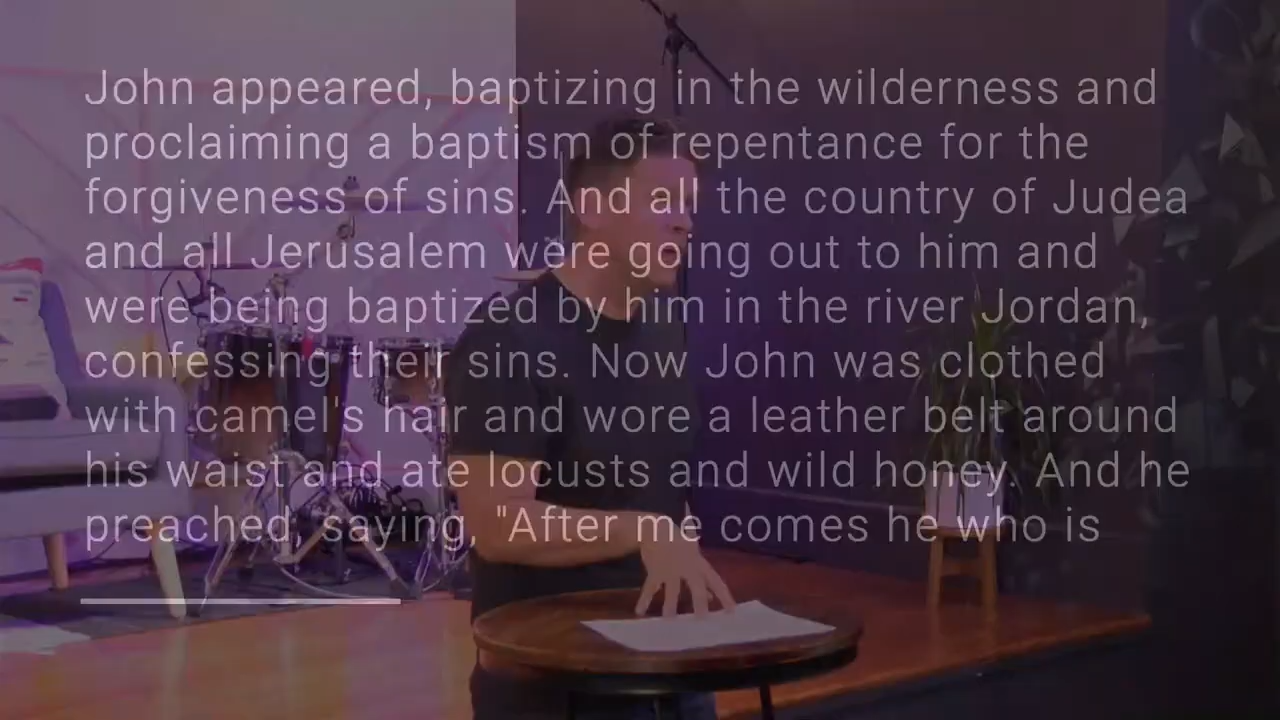 John appeared, baptizing in the wilderness and
proclaiming a baptism of repentance for the
forgiveness of sins. And all the country of Judea
and all Jerusalem were going out to him and
were being baptized by him in the river Jordan,
confessing their sins. Now John was clothed
with camel's hair and wore a leather belt around
his waist and ate locusts and wild honey. And he
preached, saying, "After me comes he who is